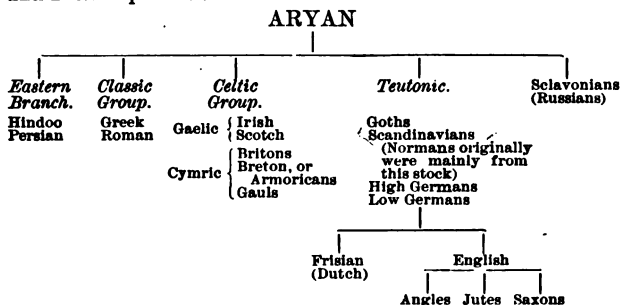 ARYAN
Eastern Branch.
Hindoo
Persian
Classic Group.
Greek
Roman
Celtic Group.
Gaelic { Irish
Scotch
Cymric { Britons
Breton, or
Armoricans
Gauls
Teutonic.
Goths
Scandinavians
(Normans originally
were mainly from
this stock)
High Germans
Low Germans
Sclavonians
(Russians)
Frisian
(Dutch)
English
Angles Jutes Saxons